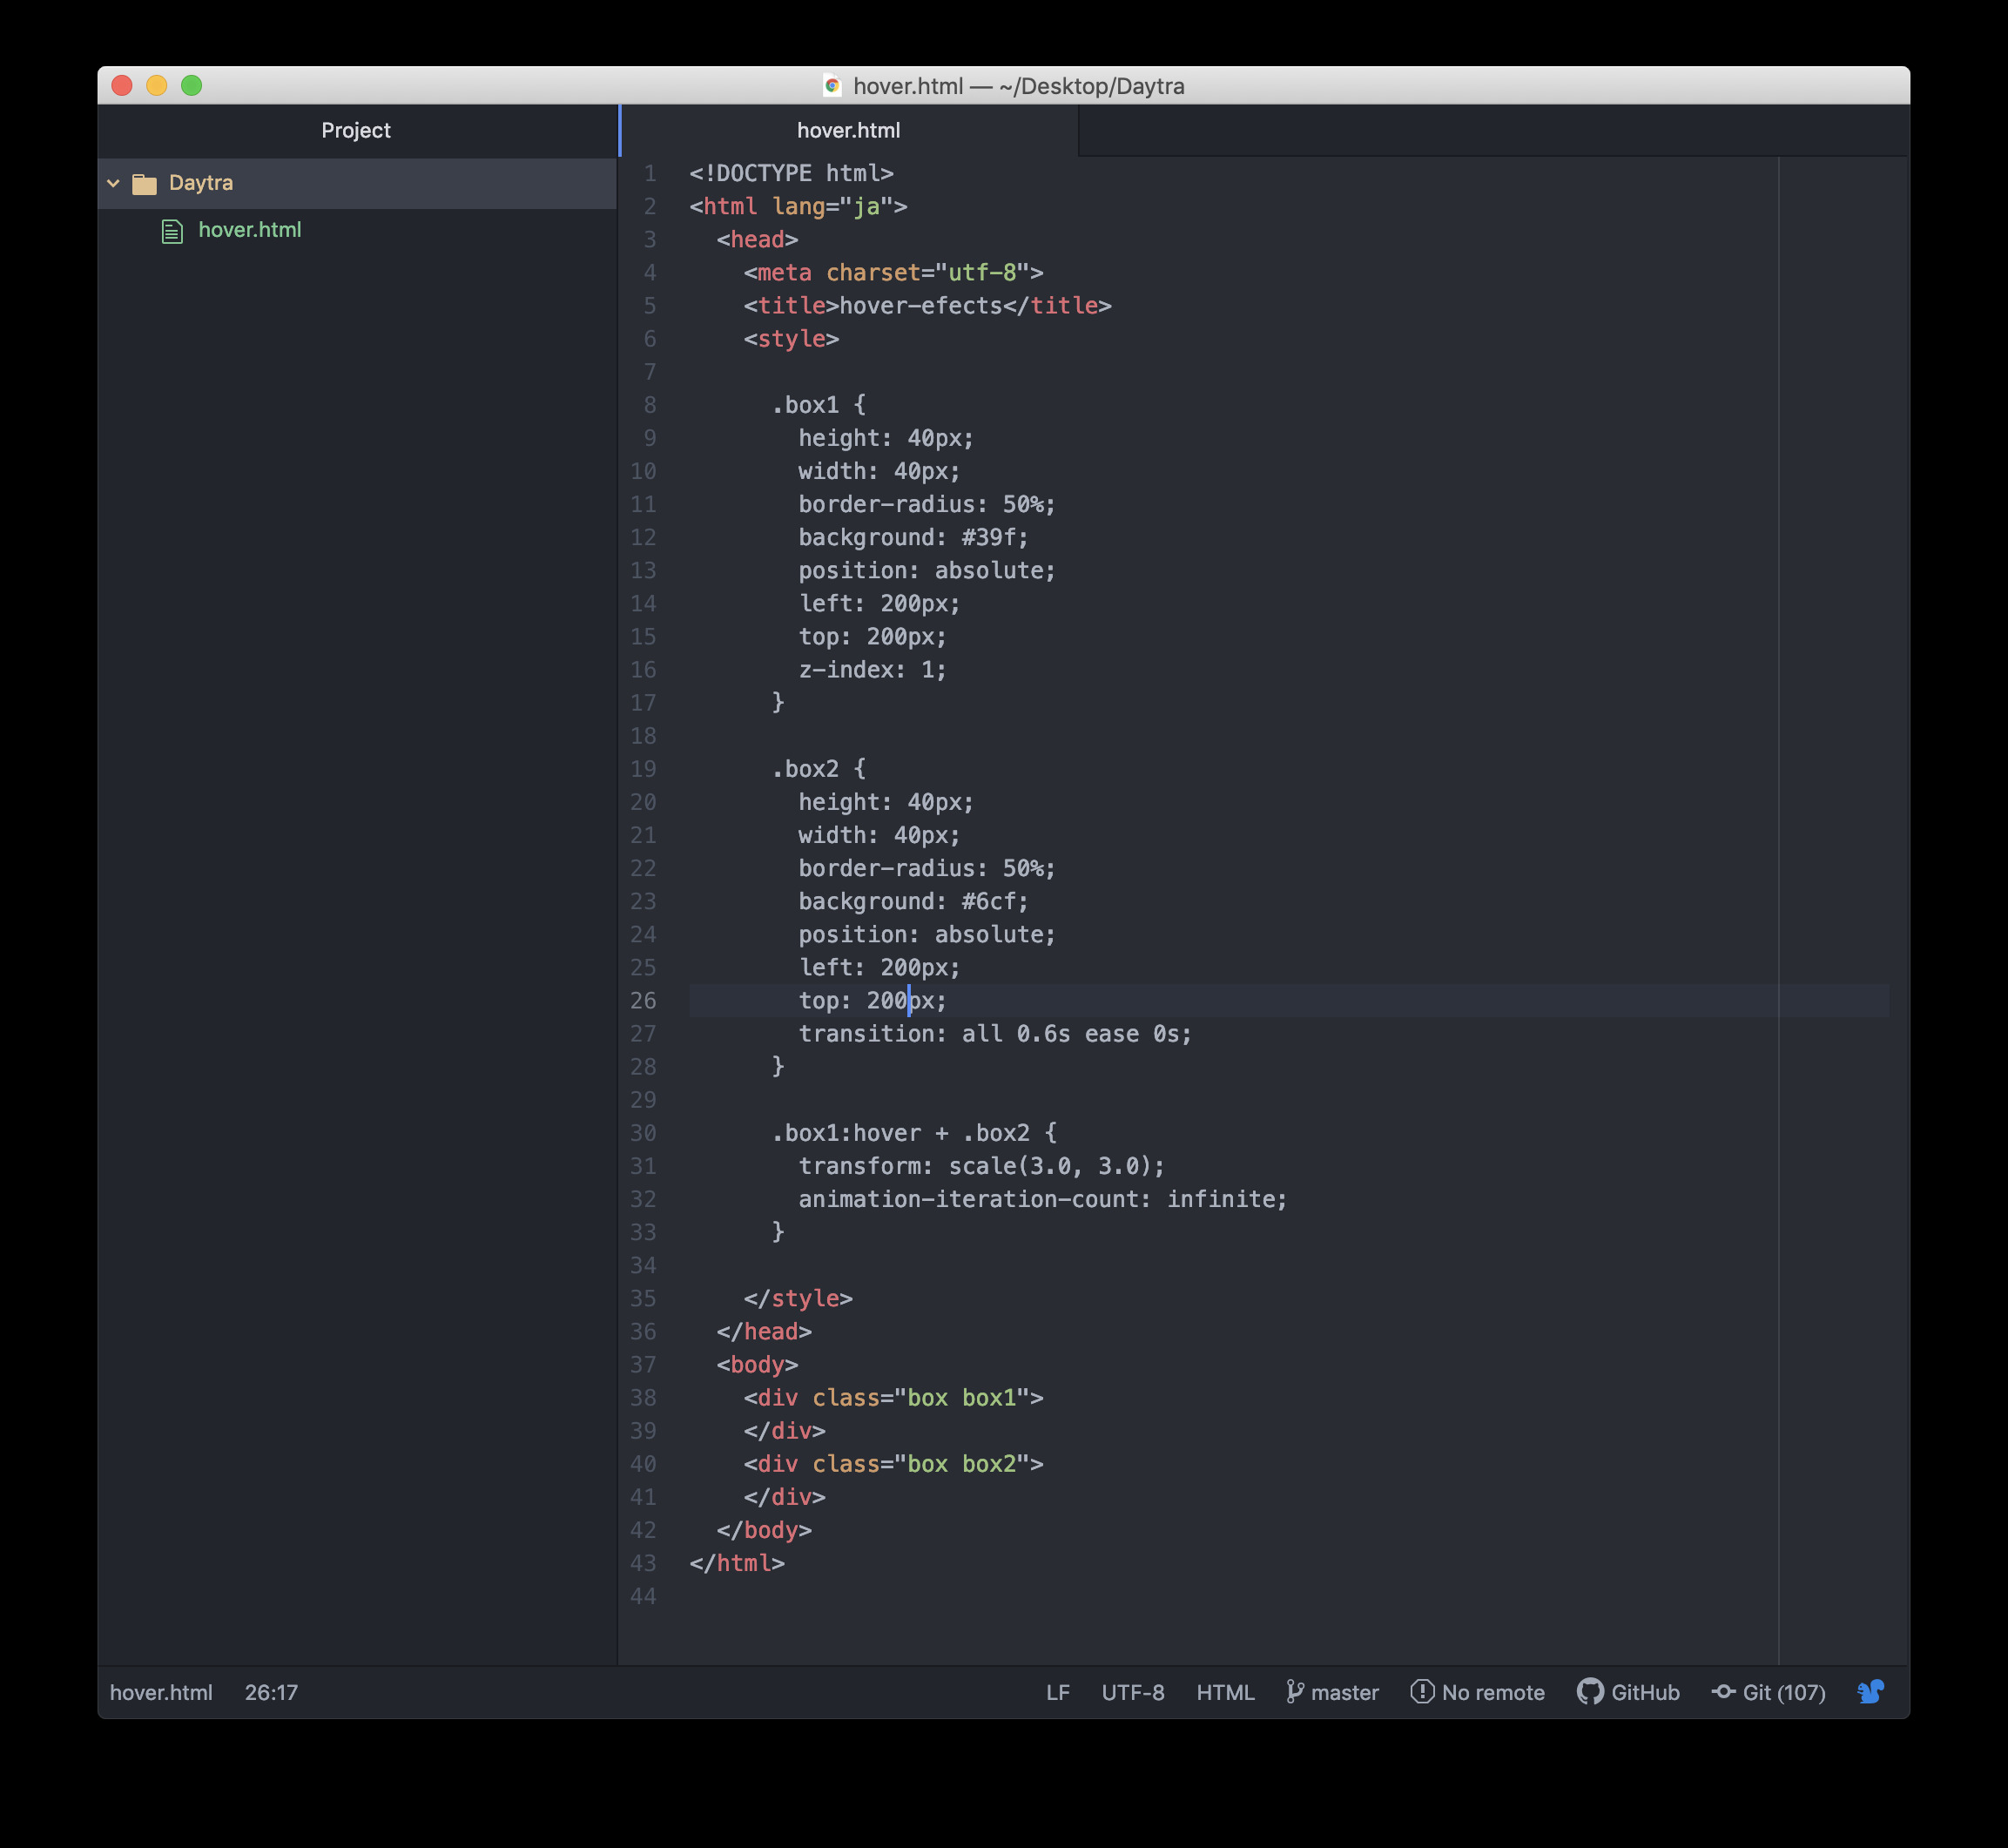 hover.html — ~/Desktop/Daytra
Project
Daytra
hover.html
hover.html
1 <!DOCTYPE html>
2 <html lang="ja">
3 <head>
4 <meta charset="utf-8">
5 <title>hover-efects</title>
6 <style>
7
8 .box1 {
9 height: 40px;
10 width: 40px;
11 border-radius: 50%;
12 background: #39f;
13 position: absolute;
14 left: 200px;
15 top: 200px;
16 z-index: 1;
17 }
18
19 .box2 {
20 height: 40px;
21 width: 40px;
22 border-radius: 50%;
23 background: #6cf;
24 position: absolute;
25 left: 200px;
26 top: 200px;
27 transition: all 0.6s ease 0s;
28 }
29
30 .box1:hover + .box2 {
31 transform: scale(3.0, 3.0);
32 animation-iteration-count: infinite;
33 }
34
35 </style>
36 </head>
37 <body>
38 <div class="box box1">
39 </div>
40 <div class="box box2">
41 </div>
42 </body>
43 </html>
44
hover.html 26:17 LF UTF-8 HTML master No remote GitHub Git (107)